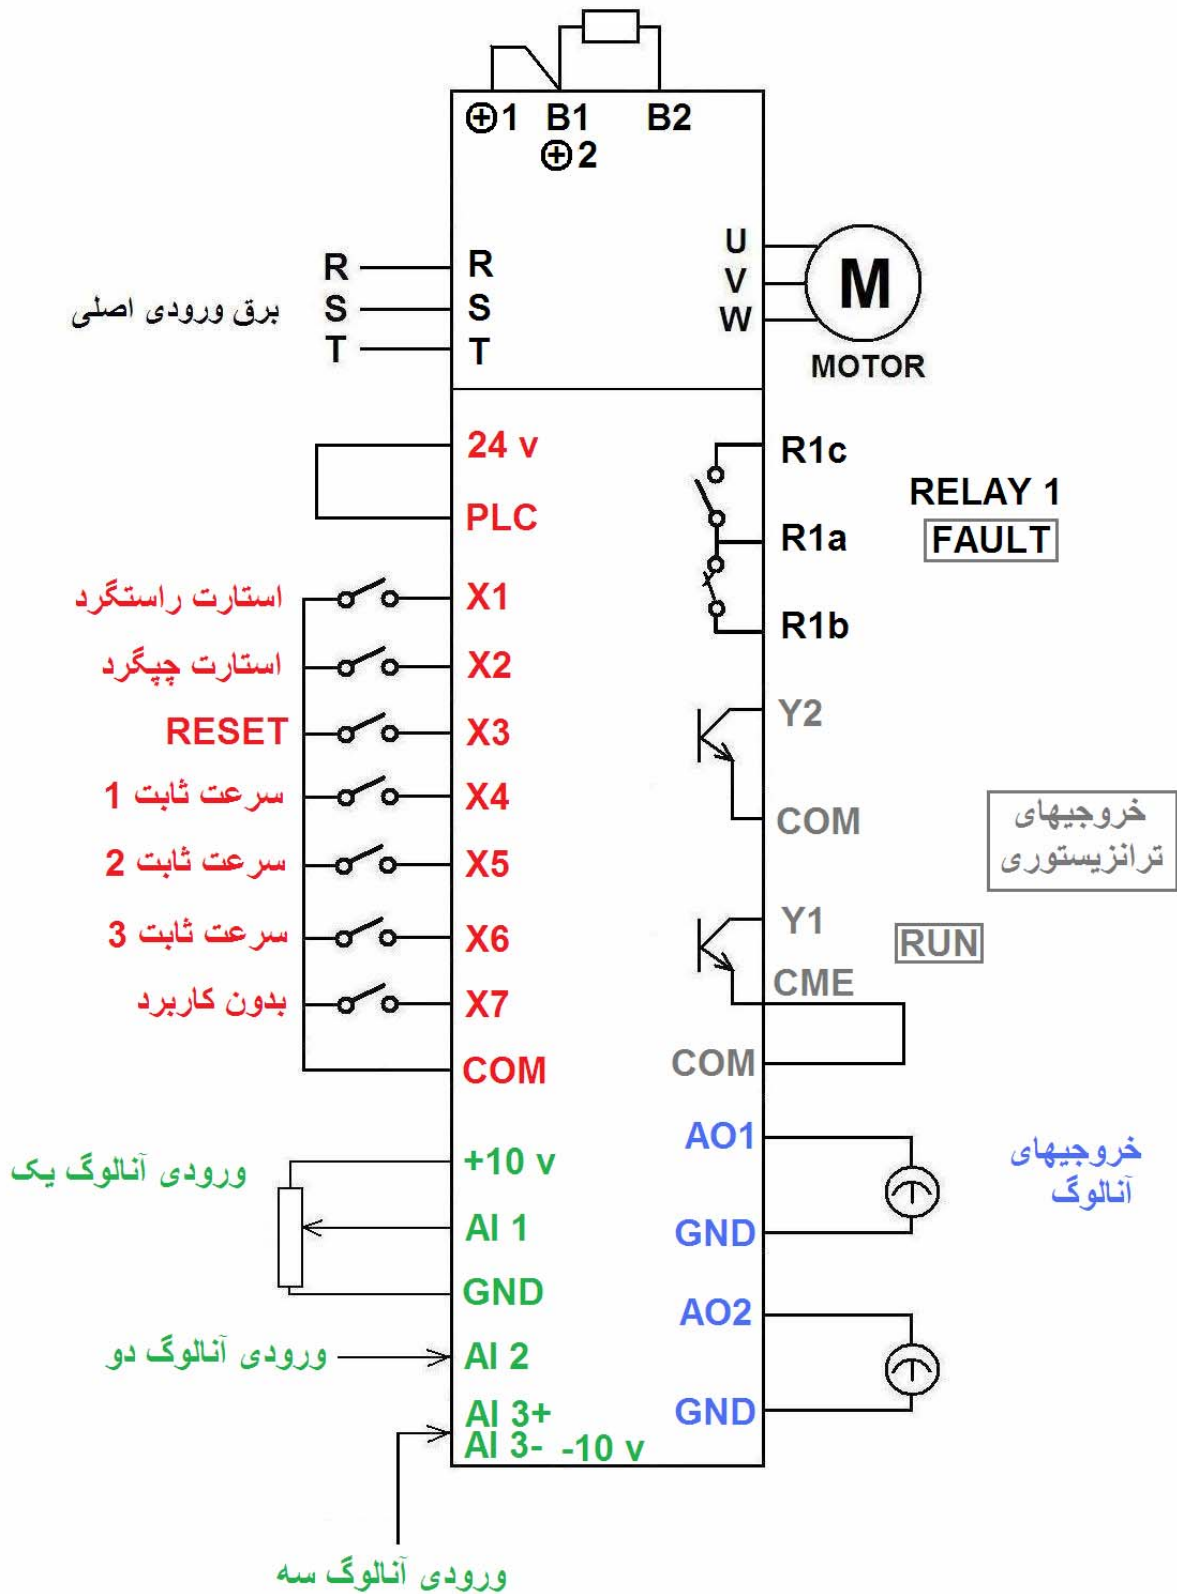 ⊕1 B1 B2
⊕2
R R
برق ورودی اصلی S S
T T
U
V
W
M
MOTOR
24 v
PLC
استارت راستگرد X1
استارت چپگرد X2
RESET X3
سرعت ثابت 1 X4
سرعت ثابت 2 X5
سرعت ثابت 3 X6
بدون کاربرد X7
COM
R1c
RELAY 1
R1a
FAULT
R1b
Y2
COM
خروجیهای
ترانزیستوری
Y1
RUN
CME
COM
ورودی آنالوگ یک
+10 v
AI 1
GND
ورودی آنالوگ دو AI 2
AI 3+
AI 3- -10 v
ورودی آنالوگ سه
AO1
خروجیهای
آنالوگ
GND
AO2
GND